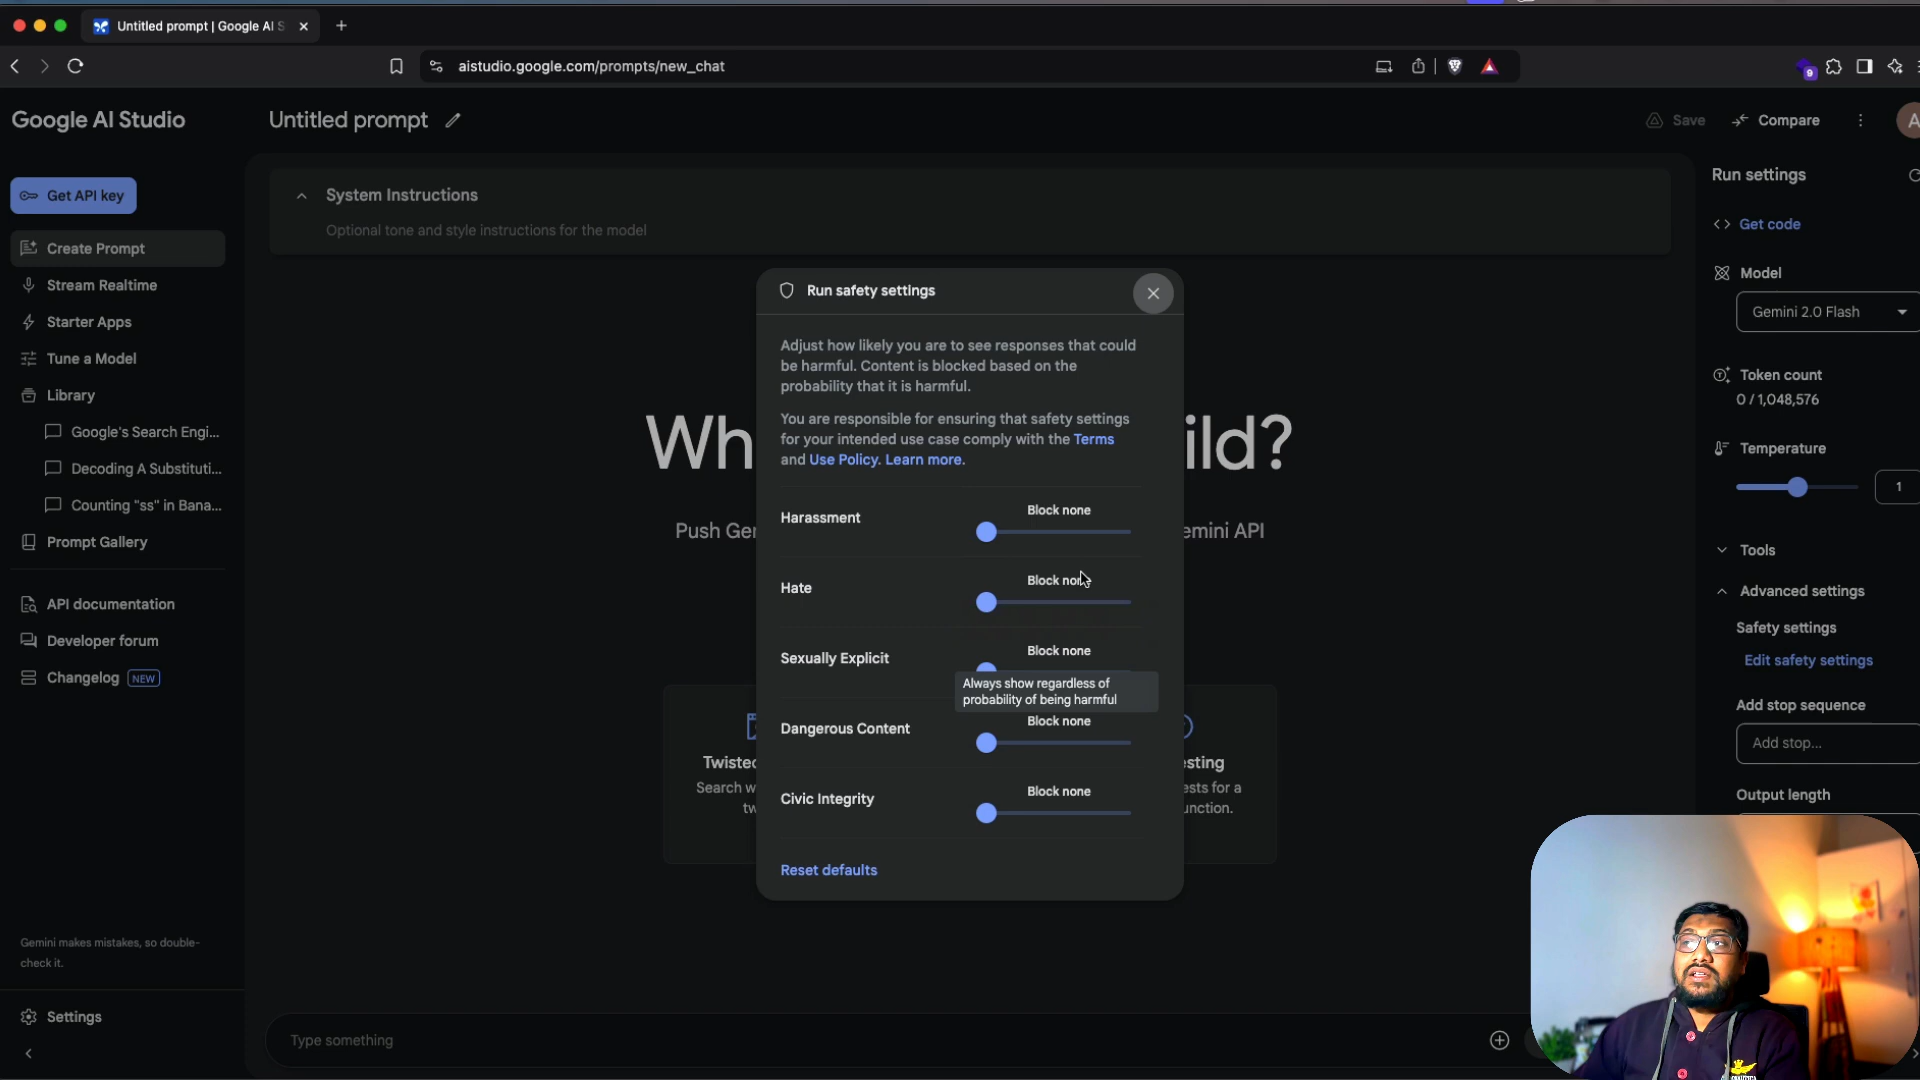 Untitled prompt | Google AI S
aistudio.google.com/prompts/new_chat
9
Google AI Studio
Untitled prompt
Save
Compare
A
Get API key
Create Prompt
Stream Realtime
Starter Apps
Tune a Model
Library
Google's Search Engi...
Decoding A Substituti...
Counting "ss" in Bana...
Prompt Gallery
API documentation
Developer forum
Changelog NEW
Gemini makes mistakes, so double-
check it.
Settings
System Instructions
Optional tone and style instructions for the model
Wh
ild?
Push Ger
emini API
Twisted
Search w
tw
esting
ests for a
unction.
Type something
Run safety settings
Adjust how likely you are to see responses that could
be harmful. Content is blocked based on the
probability that it is harmful.
You are responsible for ensuring that safety settings
for your intended use case comply with the Terms
and Use Policy. Learn more.
Harassment
Block none
Hate
Block none
Sexually Explicit
Block none
Always show regardless of
probability of being harmful
Dangerous Content
Block none
Civic Integrity
Block none
Reset defaults
Run settings
Get code
Model
Gemini 2.0 Flash
Token count
0 / 1,048,576
Temperature
1
Tools
Advanced settings
Safety settings
Edit safety settings
Add stop sequence
Add stop...
Output length